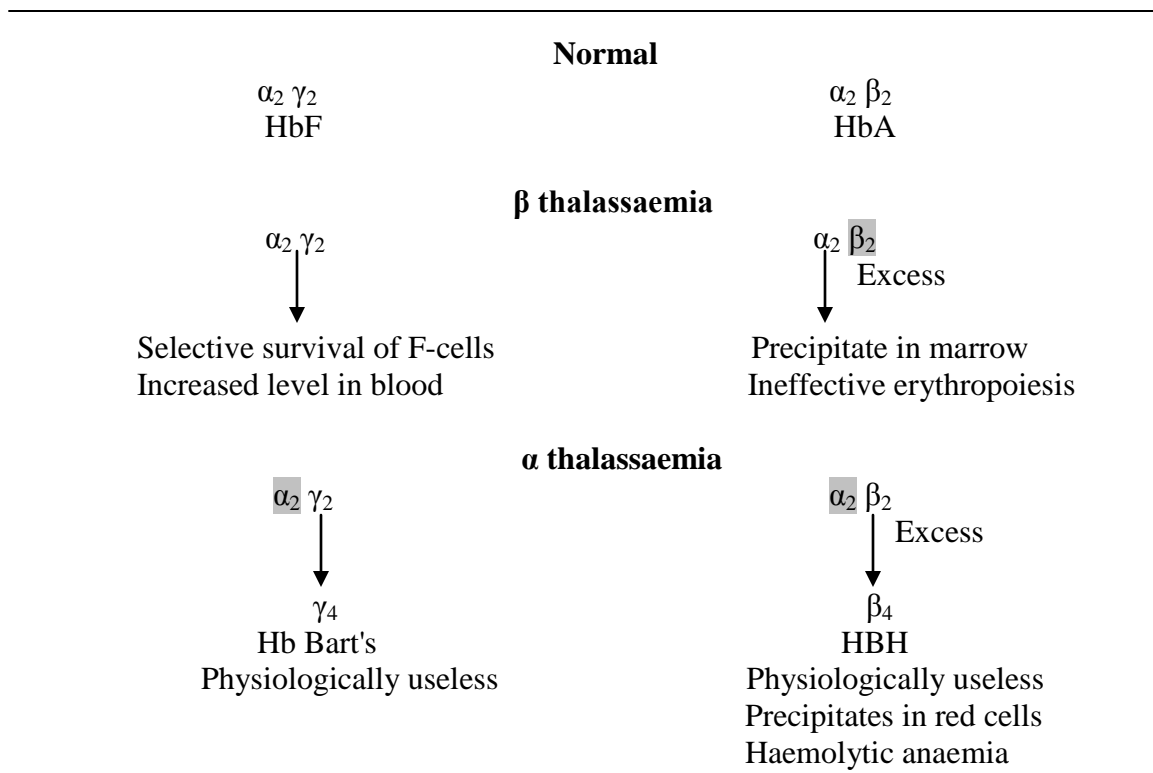 Normal
α₂ γ₂ α₂ β₂
HbF HbA
β thalassaemia
α₂ γ₂ α₂ β₂
Excess
Selective survival of F-cells Precipitate in marrow
Increased level in blood Ineffective erythropoiesis
α thalassaemia
α₂ γ₂ α₂ β₂
Excess
γ₄ β₄
Hb Bart's HBH
Physiologically useless Physiologically useless
Precipitates in red cells
Haemolytic anaemia